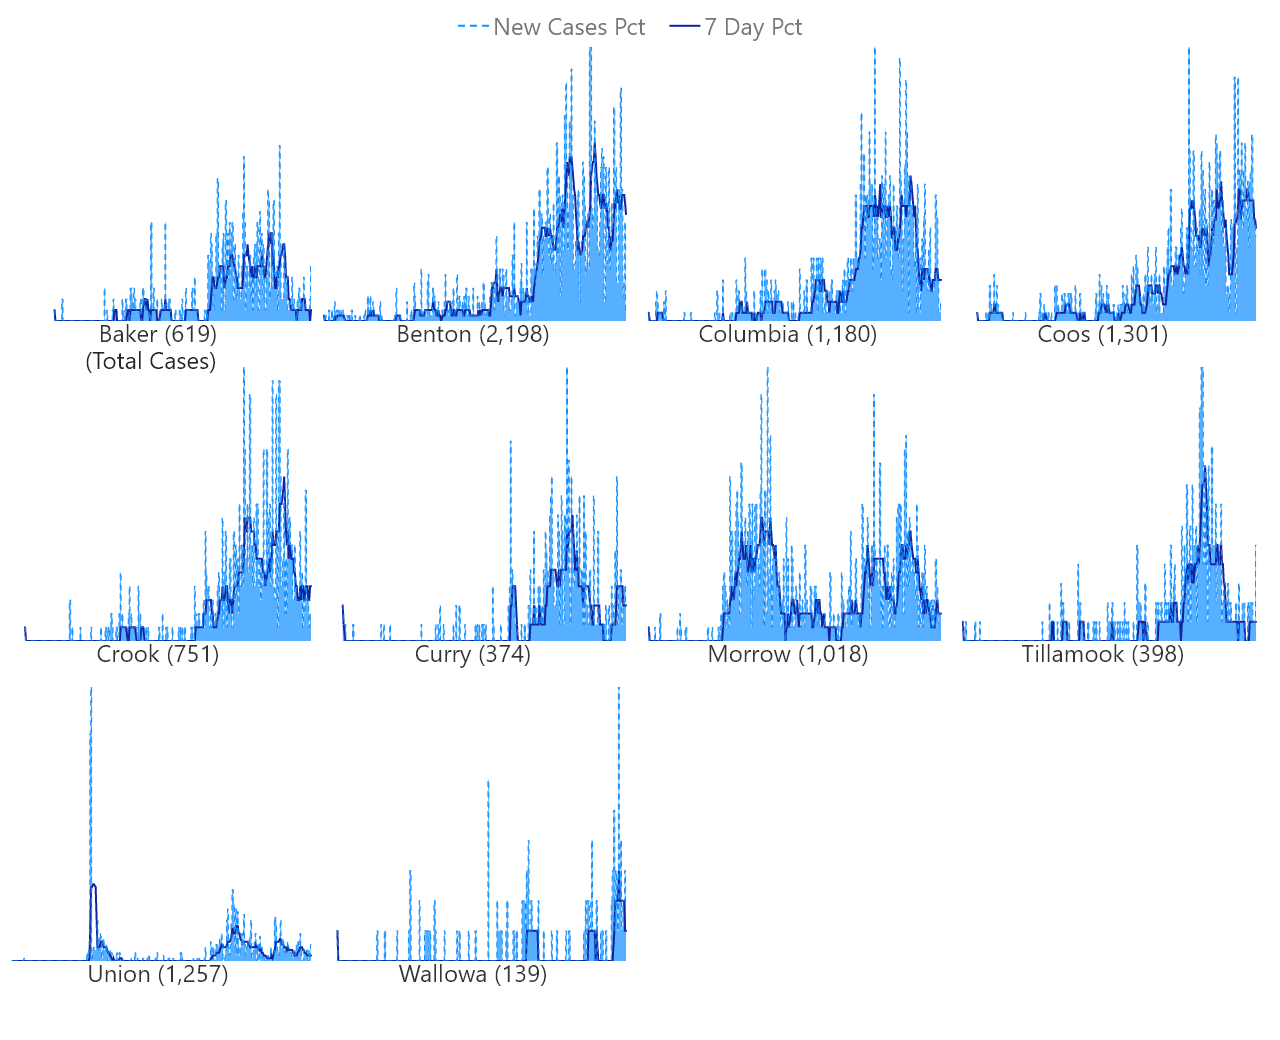 New Cases Pct 7 Day Pct
Baker (619) Benton (2,198) Columbia (1,180) Coos (1,301)
(Total Cases)
Crook (751) Curry (374) Morrow (1,018) Tillamook (398)
Union (1,257) Wallowa (139)